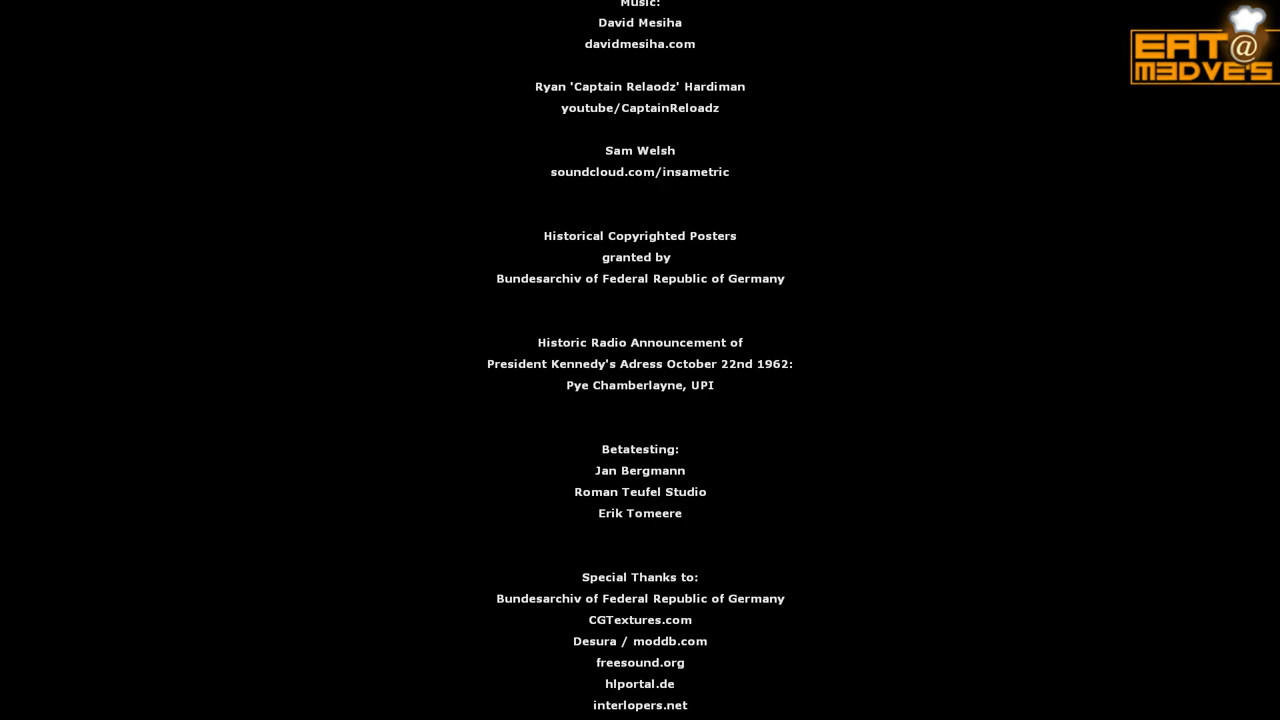 Music:
David Mesiha
davidmesiha.com
Ryan 'Captain Relaodz' Hardiman
youtube/CaptainReloadz
Sam Welsh
soundcloud.com/insametric
Historical Copyrighted Posters
granted by
Bundesarchiv of Federal Republic of Germany
Historic Radio Announcement of
President Kennedy's Adress October 22nd 1962:
Pye Chamberlayne, UPI
Betatesting:
Jan Bergmann
Roman Teufel Studio
Erik Tomeere
Special Thanks to:
Bundesarchiv of Federal Republic of Germany
CGTextures.com
Desura / moddb.com
freesound.org
hlportal.de
interlopers.net
EAT @
MEDVE'S